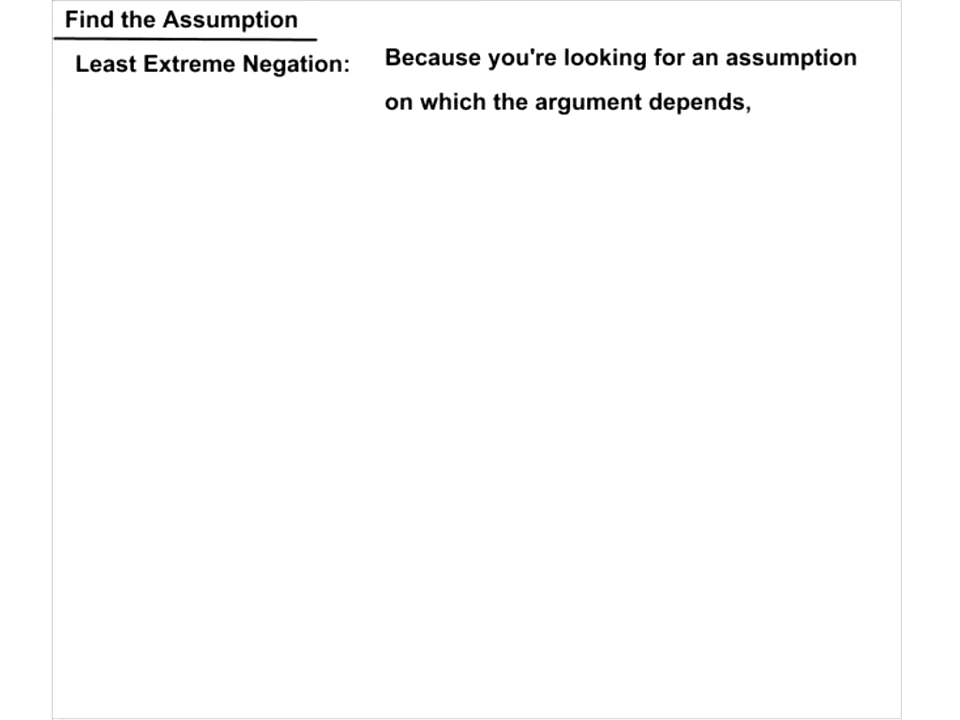 Find the Assumption
Least Extreme Negation:
Because you're looking for an assumption
on which the argument depends,